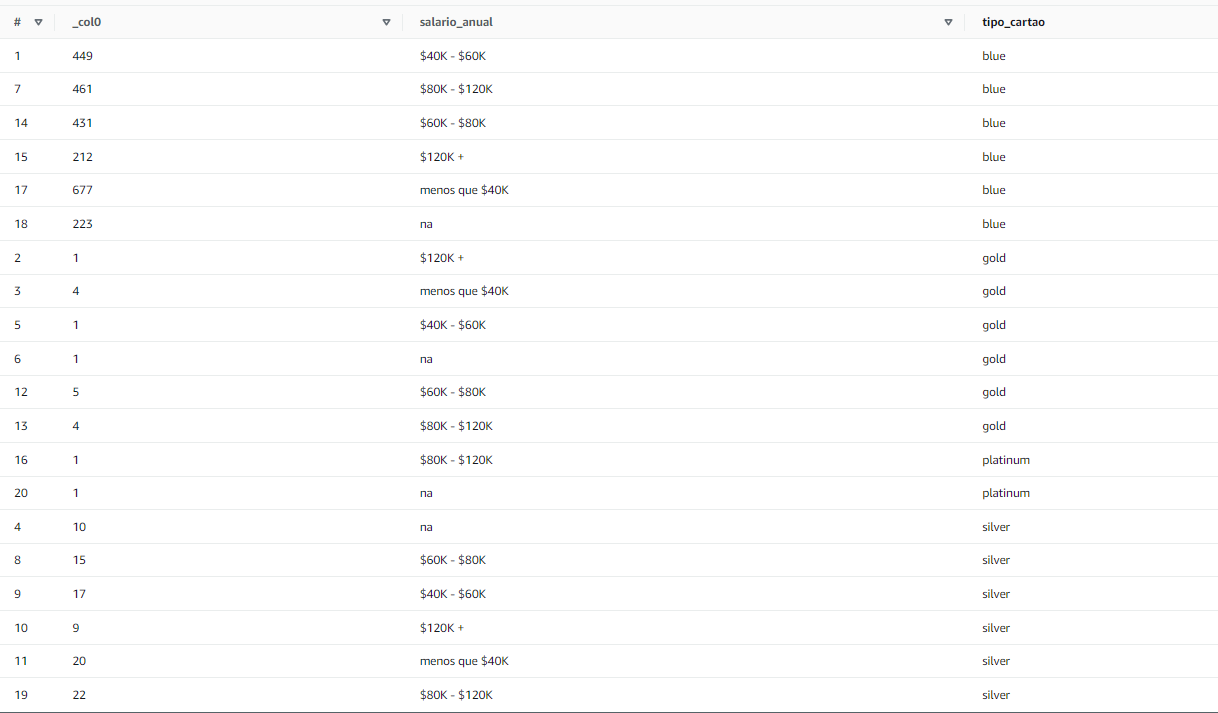 # _col0 salario_anual tipo_cartao
1 449 $40K - $60K blue
7 461 $80K - $120K blue
14 431 $60K - $80K blue
15 212 $120K + blue
17 677 menos que $40K blue
18 223 na blue
2 1 $120K + gold
3 4 menos que $40K gold
5 1 $40K - $60K gold
6 1 na gold
12 5 $60K - $80K gold
13 4 $80K - $120K gold
16 1 $80K - $120K platinum
20 1 na platinum
4 10 na silver
8 15 $60K - $80K silver
9 17 $40K - $60K silver
10 9 $120K + silver
11 20 menos que $40K silver
19 22 $80K - $120K silver